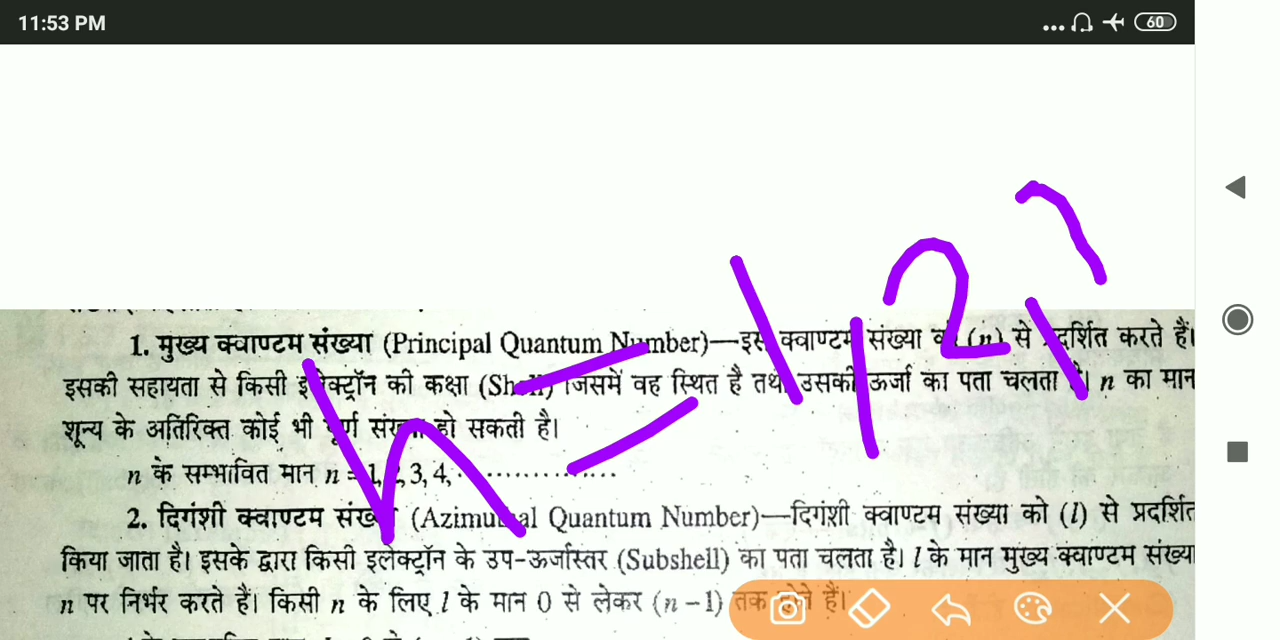 11:53 PM
60
1. मुख्य क्वाण्टम संख्या (Principal Quantum Number)—इस क्वाण्टम संख्या को (n) से प्रदर्शित करते हैं।
इसकी सहायता से किसी इलेक्ट्रॉन की कक्षा (Shell) जिसमें वह स्थित है तथा उसकी ऊर्जा का पता चलता है। n का मान
शून्य के अतिरिक्त कोई भी पूर्ण संख्या हो सकती है।
n के सम्भावित मान n = 1, 2, 3, 4, ..................
2. दिगंशी क्वाण्टम संख्या (Azimuthal Quantum Number)—दिगंशी क्वाण्टम संख्या को (l) से प्रदर्शित
किया जाता है। इसके द्वारा किसी इलेक्ट्रॉन के उप-ऊर्जास्तर (Subshell) का पता चलता है। l के मान मुख्य क्वाण्टम संख्या
n पर निर्भर करते हैं। किसी n के लिए l के मान 0 से लेकर (n – 1) तक होते हैं।
n = 1, 2,